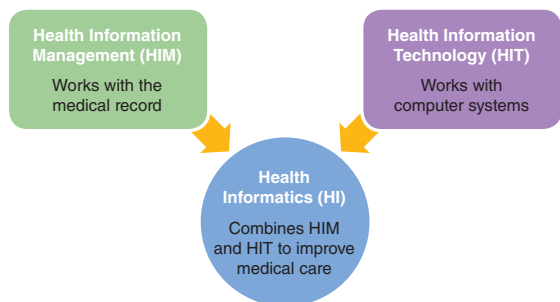 Health Information
Management (HIM)
Works with the
medical record
Health Information
Technology (HIT)
Works with
computer systems
Health
Informatics (HI)
Combines HIM
and HIT to improve
medical care